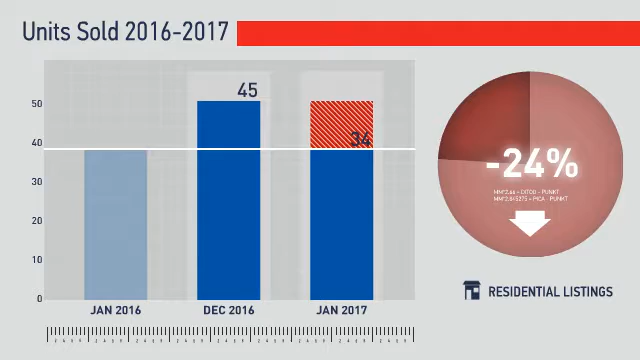 Units Sold 2016-2017
50
45
40
34
30
20
10
0
JAN 2016
DEC 2016
JAN 2017
-24%
RESIDENTIAL LISTINGS